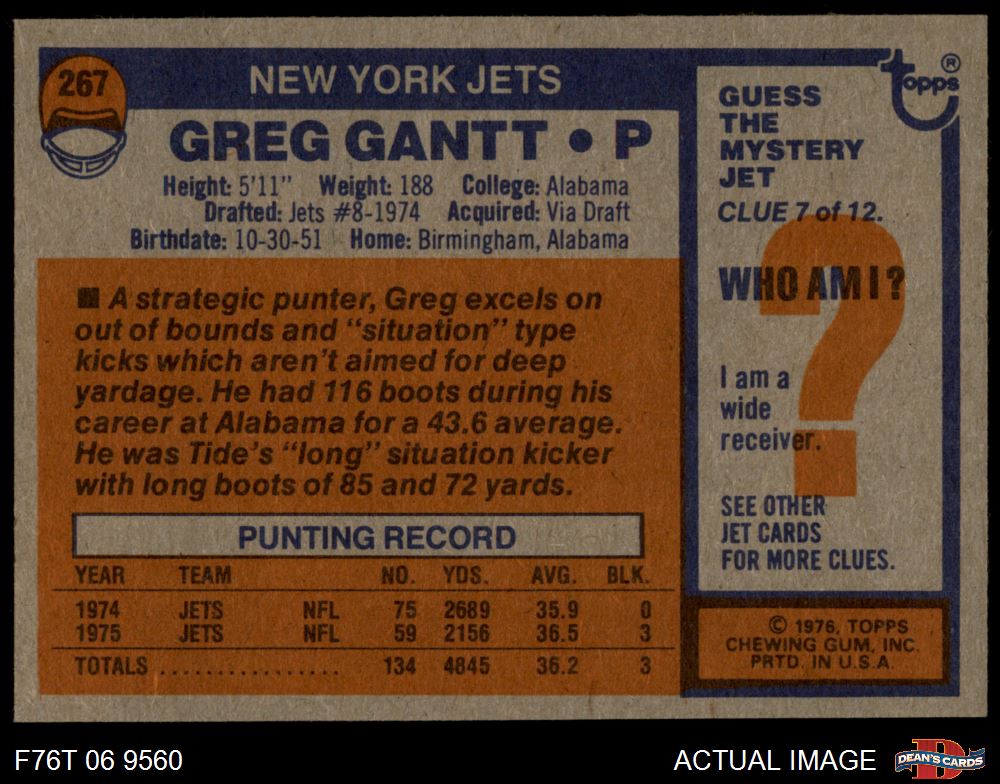 267
NEW YORK JETS
GREG GANTT • P
Height: 5'11" Weight: 188 College: Alabama
Drafted: Jets #8-1974 Acquired: Via Draft
Birthdate: 10-30-51 Home: Birmingham, Alabama
■ A strategic punter, Greg excels on
out of bounds and "situation" type
kicks which aren't aimed for deep
yardage. He had 116 boots during his
career at Alabama for a 43.6 average.
He was Tide's "long" situation kicker
with long boots of 85 and 72 yards.
PUNTING RECORD
YEAR TEAM NO. YDS. AVG. BLK.
1974 JETS NFL 75 2689 35.9 0
1975 JETS NFL 59 2156 36.5 3
TOTALS ................ 134 4845 36.2 3
topps ®
GUESS
THE
MYSTERY
JET
CLUE 7 of 12.
?
WHO AM I?
I am a
wide
receiver.
SEE OTHER
JET CARDS
FOR MORE CLUES.
© 1976, TOPPS
CHEWING GUM, INC.
PRTD. IN U.S.A.
F76T 06 9560
ACTUAL IMAGE
D
DEAN'S CARDS